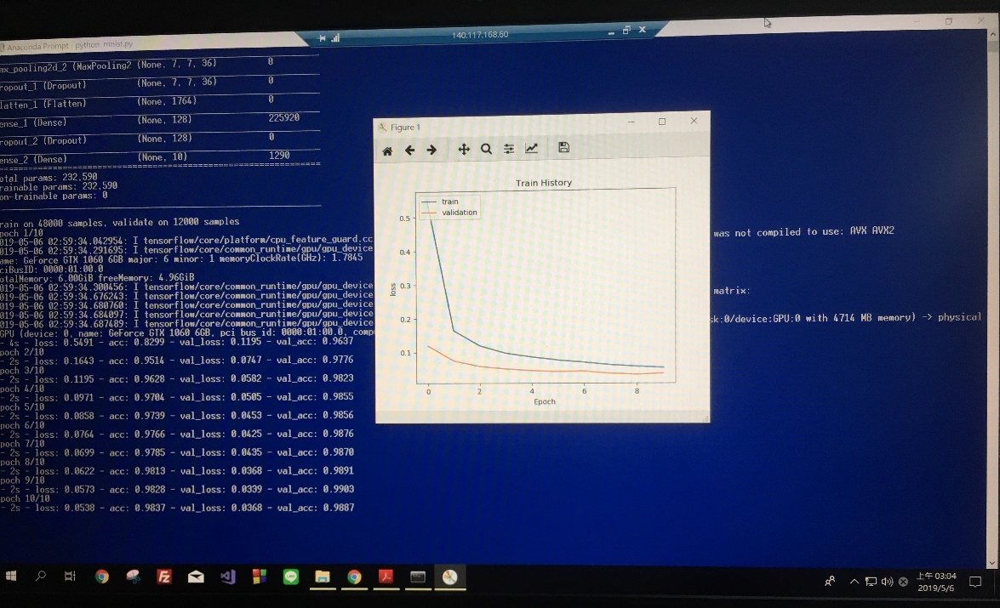 Anaconda Prompt - python mnist.py
140.117.168.60
ax_pooling2d_2 (MaxPooling2 (None, 7, 7, 36) 0
ropout_1 (Dropout) (None, 7, 7, 36) 0
latten_1 (Flatten) (None, 1764) 0
ense_1 (Dense) (None, 128) 225920
ropout_2 (Dropout) (None, 128) 0
ense_2 (Dense) (None, 10) 1290
otal params: 232,590
rainable params: 232,590
on-trainable params: 0
rain on 48000 samples, validate on 12000 samples
poch 1/10
019-05-06 02:59:34.042954: I tensorflow/core/platform/cpu_feature_guard.cc
was not compiled to use: AVX AVX2
019-05-06 02:59:34.291695: I tensorflow/core/common_runtime/gpu/gpu_device
ame: GeForce GTX 1060 6GB major: 6 minor: 1 memoryClockRate(GHz): 1.7845
ciBusID: 0000:01:00.0
otalMemory: 6.00GiB freeMemory: 4.96GiB
019-05-06 02:59:34.300456: I tensorflow/core/common_runtime/gpu/gpu_device
019-05-06 02:59:34.676243: I tensorflow/core/common_runtime/gpu/gpu_device
matrix:
019-05-06 02:59:34.680760: I tensorflow/core/common_runtime/gpu/gpu_device
019-05-06 02:59:34.684097: I tensorflow/core/common_runtime/gpu/gpu_device
019-05-06 02:59:34.687489: I tensorflow/core/common_runtime/gpu/gpu_device
sk:0/device:GPU:0 with 4714 MB memory) -> physical
GPU (device: 0, name: GeForce GTX 1060 6GB, pci bus id: 0000:01:00.0, comp
- 4s - loss: 0.5491 - acc: 0.8299 - val_loss: 0.1195 - val_acc: 0.9637
poch 2/10
- 2s - loss: 0.1643 - acc: 0.9514 - val_loss: 0.0747 - val_acc: 0.9776
poch 3/10
- 2s - loss: 0.1195 - acc: 0.9628 - val_loss: 0.0582 - val_acc: 0.9823
poch 4/10
- 2s - loss: 0.0971 - acc: 0.9704 - val_loss: 0.0505 - val_acc: 0.9855
poch 5/10
- 2s - loss: 0.0858 - acc: 0.9739 - val_loss: 0.0453 - val_acc: 0.9856
poch 6/10
- 2s - loss: 0.0764 - acc: 0.9766 - val_loss: 0.0425 - val_acc: 0.9876
poch 7/10
- 2s - loss: 0.0699 - acc: 0.9785 - val_loss: 0.0435 - val_acc: 0.9870
poch 8/10
- 2s - loss: 0.0622 - acc: 0.9813 - val_loss: 0.0368 - val_acc: 0.9891
poch 9/10
- 2s - loss: 0.0573 - acc: 0.9828 - val_loss: 0.0339 - val_acc: 0.9903
poch 10/10
- 2s - loss: 0.0538 - acc: 0.9837 - val_loss: 0.0368 - val_acc: 0.9887
Figure 1
Train History
train
validation
0.5
0.4
0.3
0.2
0.1
loss
0 2 4 6 8
Epoch
Fz
LINE
上午 03:04
2019/5/6